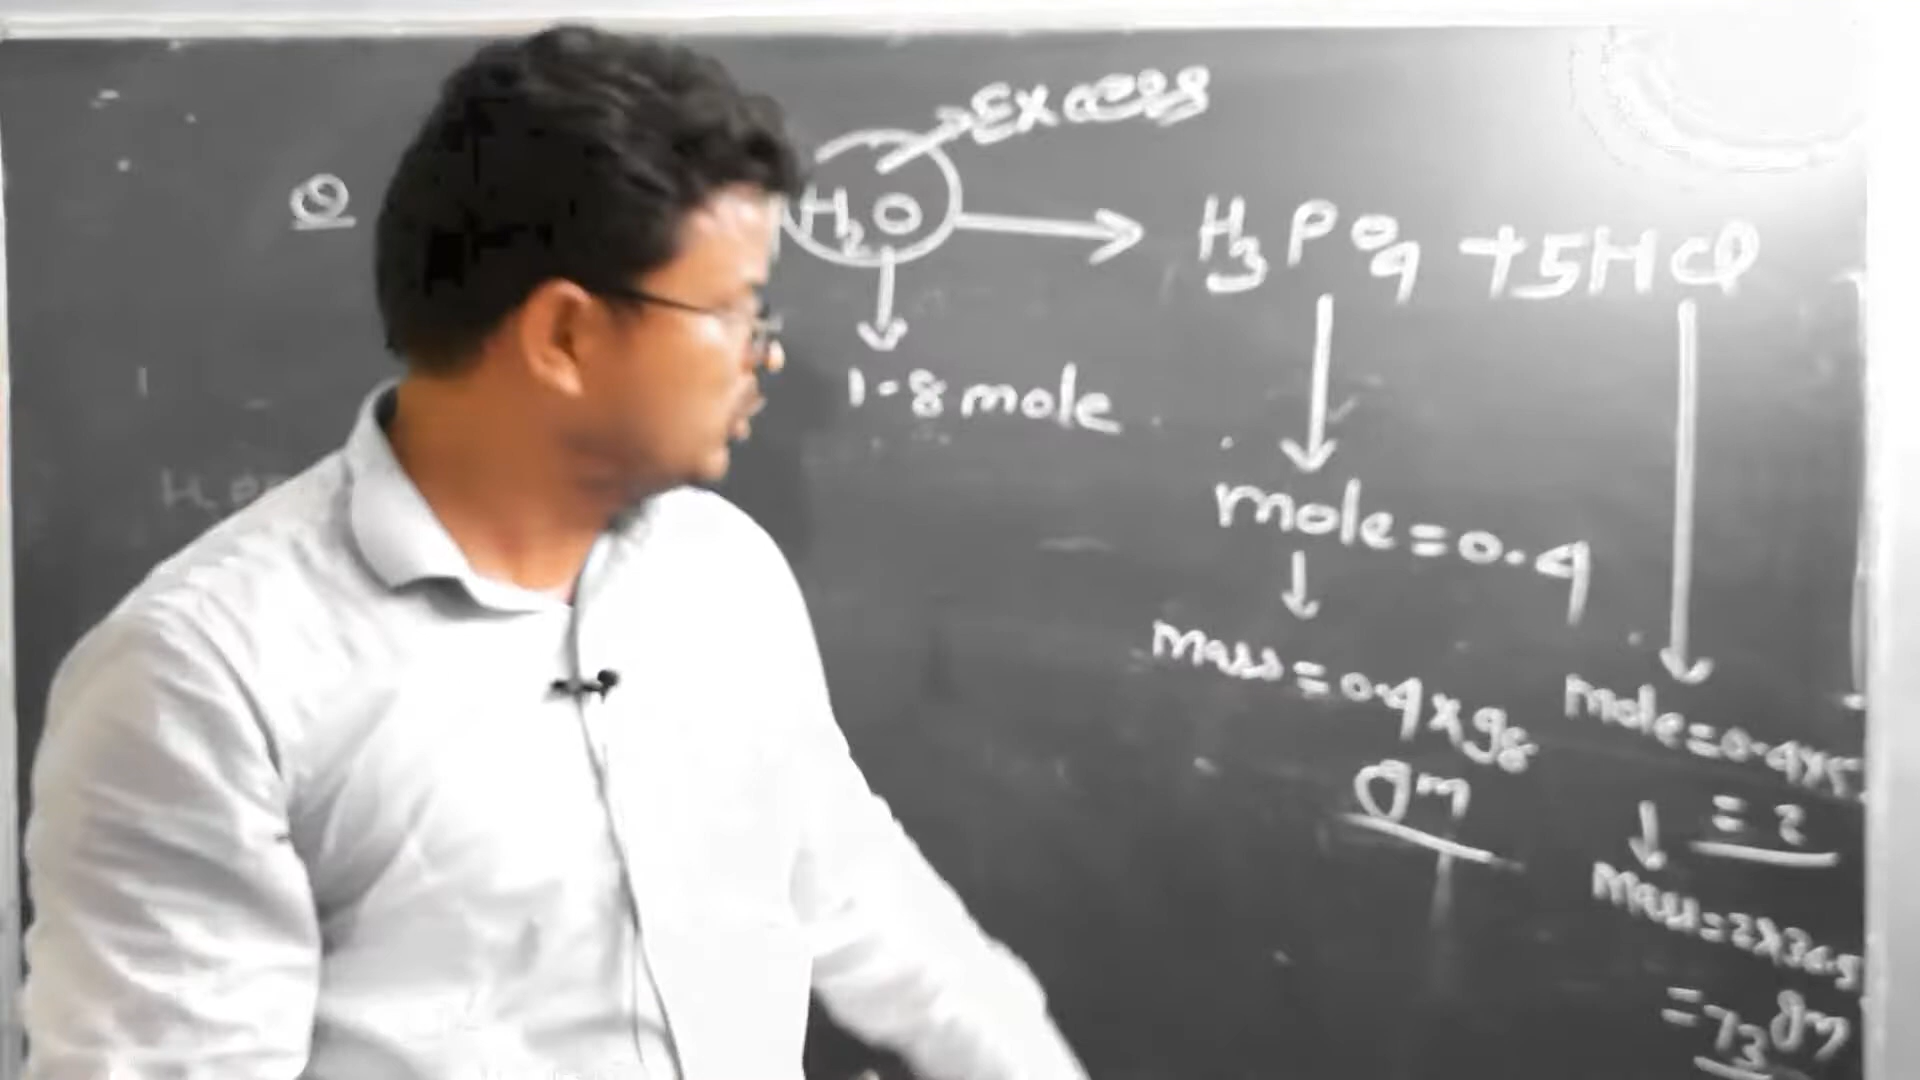 Excess
Q H₂O → H₃PO₄ + 5HCl
1-8 mole
mole = 0.4
mass = 0.4 x 98
gm
mole = 0.4x5
= 2
mass = 2x36.5
= 73 gm